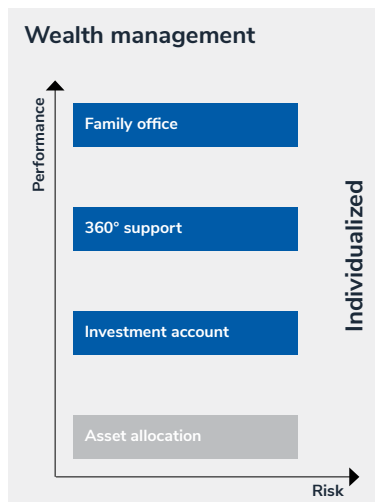 Wealth management
Performance
Family office
360° support
Individualized
Investment account
Asset allocation
Risk